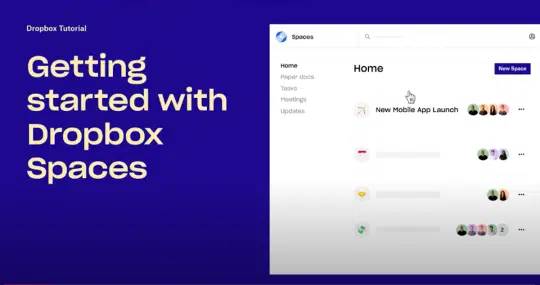 Dropbox Tutorial
Getting
started with
Dropbox
Spaces
Spaces
Home
Paper docs
Tasks
Meetings
Updates
Home
New Space
New Mobile App Launch
2